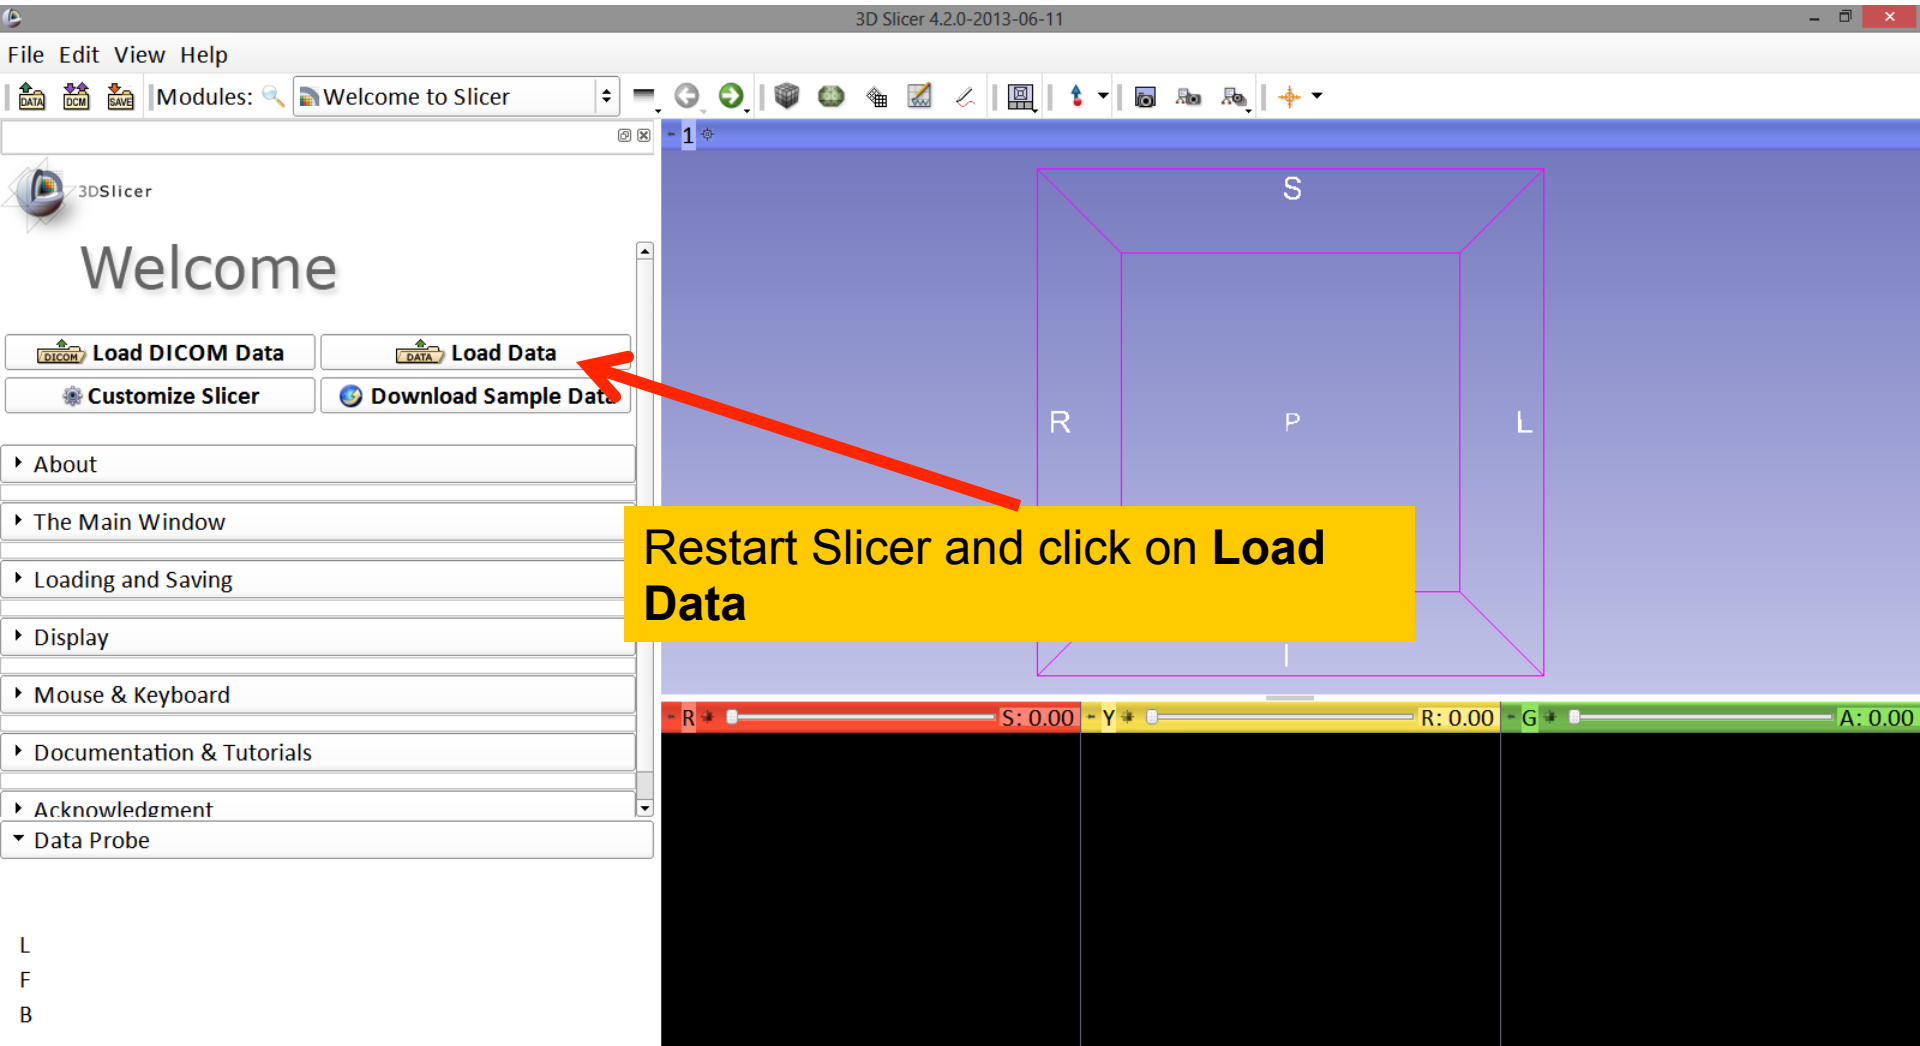 3D Slicer 4.2.0-2013-06-11
File Edit View Help
DATA DCM SAVE Modules: Welcome to Slicer
1
3DSlicer
Welcome
DICOM Load DICOM Data DATA Load Data
Customize Slicer Download Sample Data
About
The Main Window
Loading and Saving
Display
Mouse & Keyboard
Documentation & Tutorials
Acknowledgment
Data Probe
L
F
B
S
R P L
I
Restart Slicer and click on Load
Data
R S: 0.00 Y R: 0.00 G A: 0.00